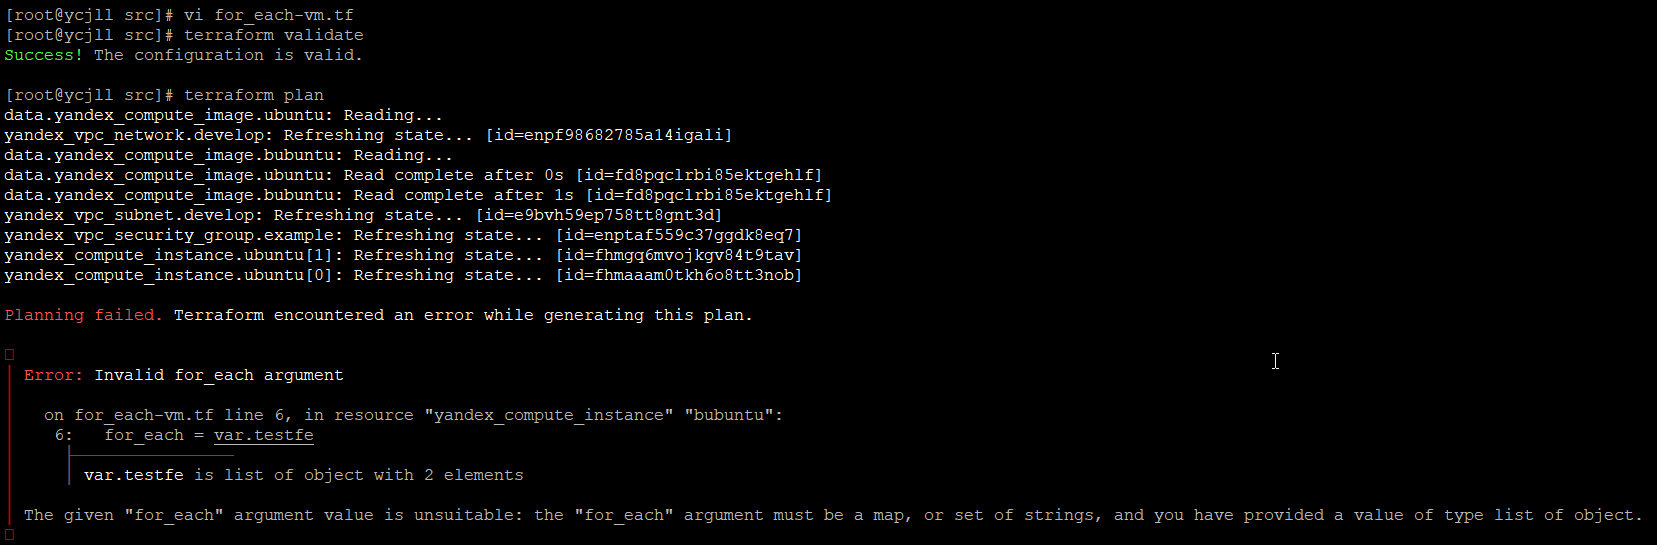 [root@ycjll src]# vi for_each-vm.tf
[root@ycjll src]# terraform validate
Success! The configuration is valid.
[root@ycjll src]# terraform plan
data.yandex_compute_image.ubuntu: Reading...
yandex_vpc_network.develop: Refreshing state... [id=enpf98682785a14igali]
data.yandex_compute_image.bubuntu: Reading...
data.yandex_compute_image.ubuntu: Read complete after 0s [id=fd8pqclrbi85ektgehlf]
data.yandex_compute_image.bubuntu: Read complete after 1s [id=fd8pqclrbi85ektgehlf]
yandex_vpc_subnet.develop: Refreshing state... [id=e9bvh59ep758tt8gnt3d]
yandex_vpc_security_group.example: Refreshing state... [id=enptaf559c37ggdk8eq7]
yandex_compute_instance.ubuntu[1]: Refreshing state... [id=fhmgq6mvojkgv84t9tav]
yandex_compute_instance.ubuntu[0]: Refreshing state... [id=fhmaaam0tkh6o8tt3nob]
Planning failed. Terraform encountered an error while generating this plan.
Error: Invalid for_each argument
on for_each-vm.tf line 6, in resource "yandex_compute_instance" "bubuntu":
6: for_each = var.testfe
var.testfe is list of object with 2 elements
The given "for_each" argument value is unsuitable: the "for_each" argument must be a map, or set of strings, and you have provided a value of type list of object.